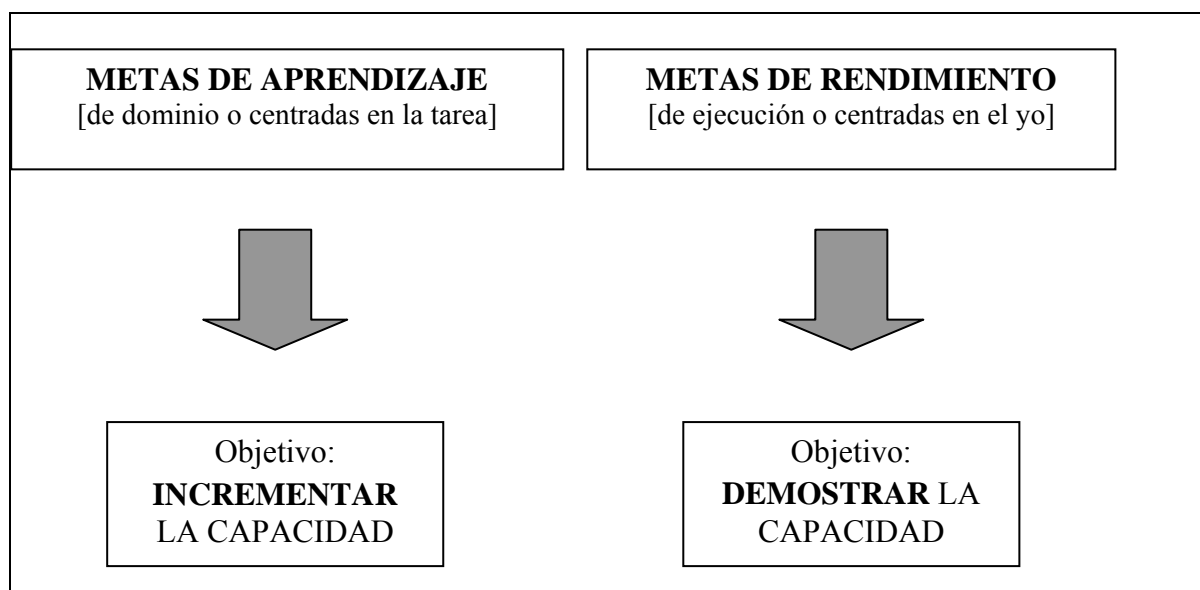 METAS DE APRENDIZAJE
[de dominio o centradas en la tarea]
METAS DE RENDIMIENTO
[de ejecución o centradas en el yo]
Objetivo:
INCREMENTAR
LA CAPACIDAD
Objetivo:
DEMOSTRAR LA
CAPACIDAD